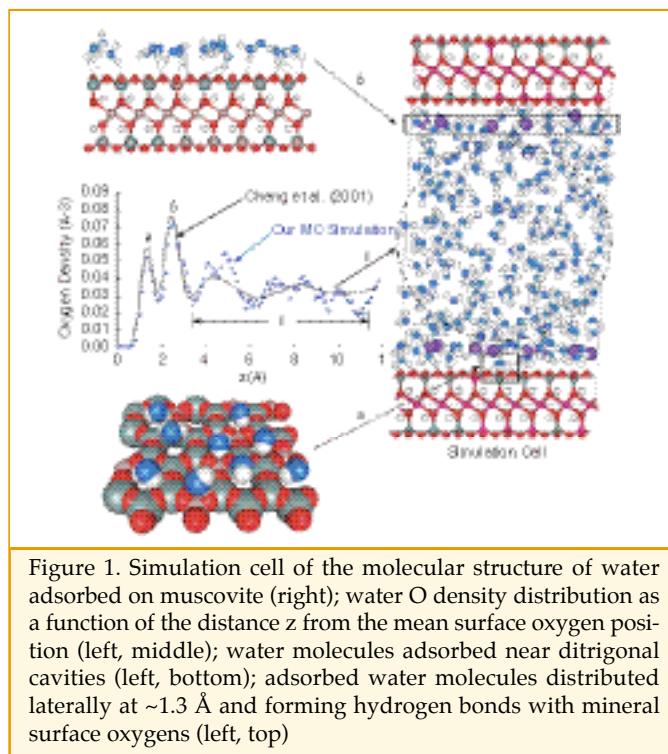 b
0.09
0.08
0.07
0.06
0.05
0.04
0.03
0.02
0.01
0.00
Oxygen Density (A-3)
a
Cheng et al. (2001)
Our MC Simulation
0 2 4 6 8 10
z(A)
a
Simulation Cell
Figure 1. Simulation cell of the molecular structure of water
adsorbed on muscovite (right); water O density distribution as
a function of the distance z from the mean surface oxygen posi-
tion (left, middle); water molecules adsorbed near ditrigonal
cavities (left, bottom); adsorbed water molecules distributed
laterally at ~1.3 Å and forming hydrogen bonds with mineral
surface oxygens (left, top)